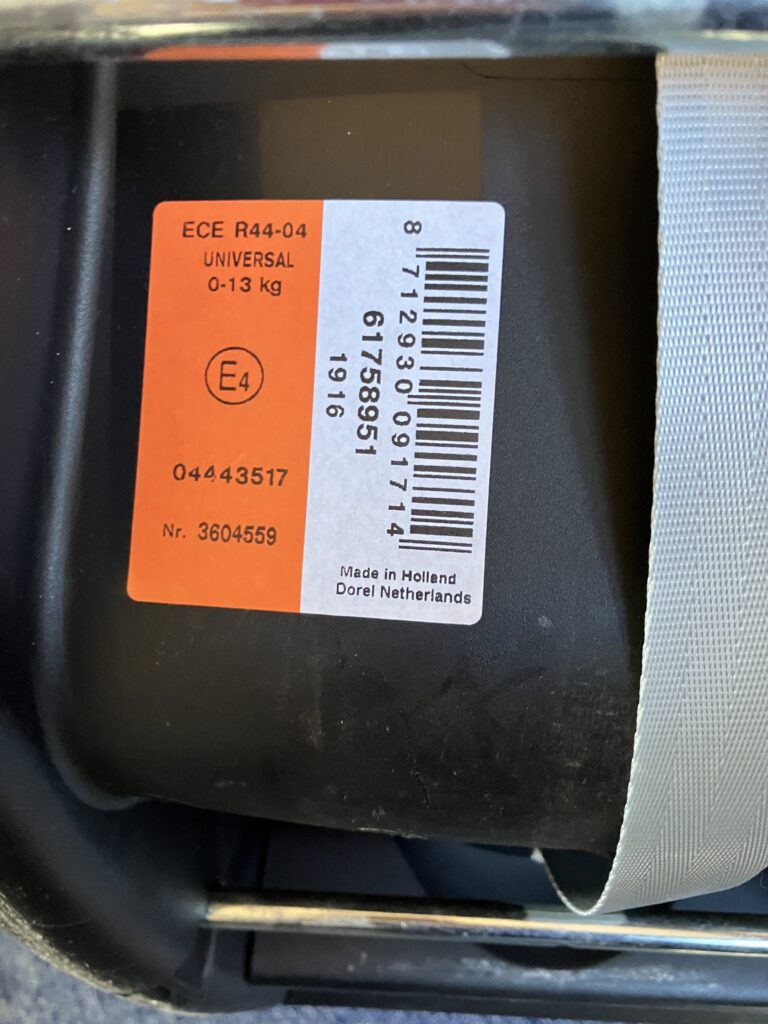 ECE R44-04
UNIVERSAL
0-13 kg
E4
04443517
Nr. 3604559
8 712930 091714
61758951
1916
Made in Holland
Dorel Netherlands